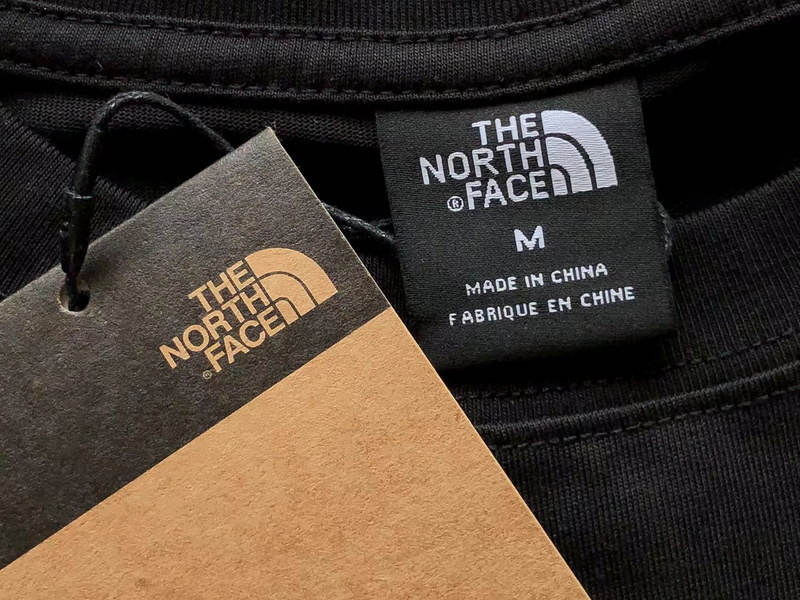 THE
NORTH
FACE
®
M
MADE IN CHINA
FABRIQUE EN CHINE
THE
NORTH
FACE
®